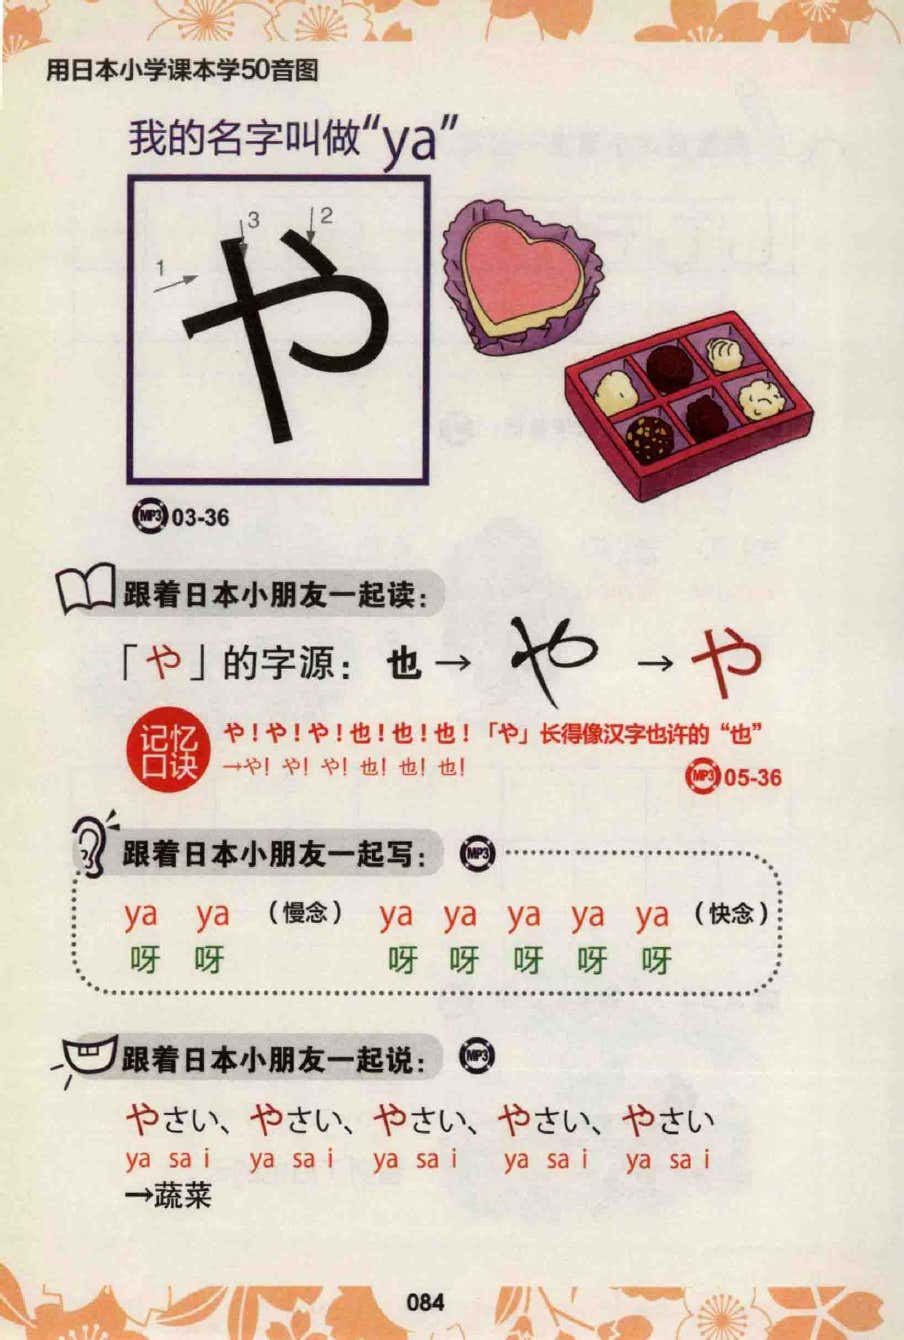 用日本小学课本学50音图
我的名字叫做“ya”
1 3 2
や
MP3 03-36
跟着日本小朋友一起读：
「や」的字源：也→や→や
记忆口诀
や！や！や！也！也！也！「や」长得像汉字也许的“也”
→や！や！や！也！也！也！
MP3 05-36
跟着日本小朋友一起写：MP3
ya ya （慢念） ya ya ya ya ya （快念）
呀 呀 呀 呀 呀 呀 呀
跟着日本小朋友一起说：MP3
やさい、やさい、やさい、やさい、やさい
ya sa i ya sa i ya sa i ya sa i ya sa i
→蔬菜
084